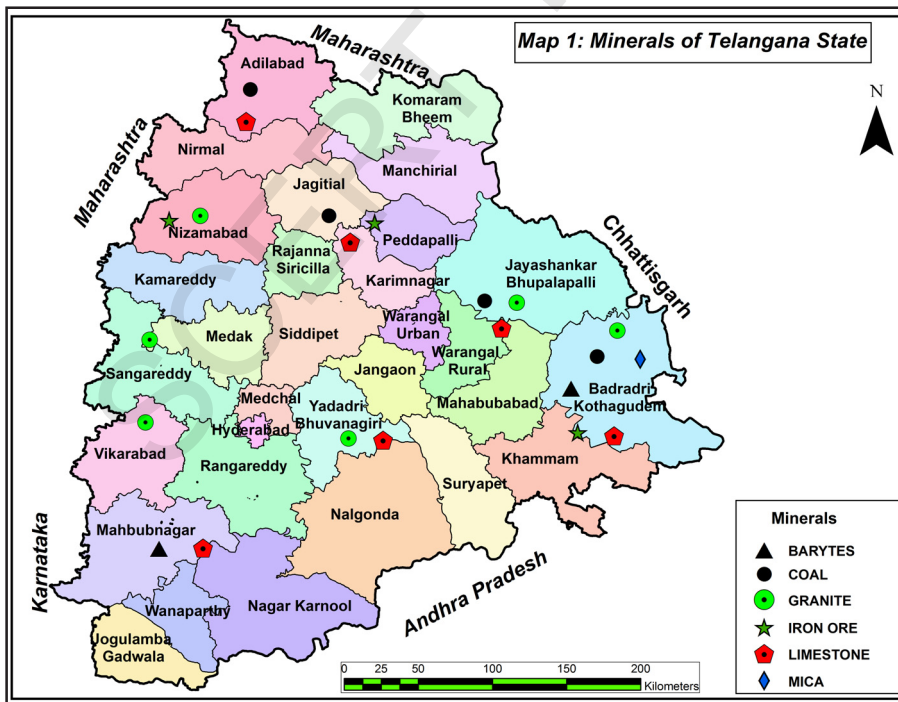 Map 1: Minerals of Telangana State
Maharashtra
Adilabad
Komaram
Bheem
N
Maharashtra
Nirmal
Manchirial
Jagitial
Nizamabad
Peddapalli
Chhattisgarh
Rajanna
Siricilla
Kamareddy
Karimnagar
Jayashankar
Bhupalapalli
Medak
Siddipet
Warangal
Urban
Sangareddy
Jangaon
Warangal
Rural
Mahabubabad
Badradri
Kothagudem
Medchal
Hyderabad
Yadadri
Bhuvanagiri
Vikarabad
Rangareddy
Khammam
Suryapet
Nalgonda
Mahbubnagar
Karnataka
Wanaparthy
Nagar Karnool
Andhra Pradesh
Jogulamba
Gadwala
Minerals
BARYTES
COAL
GRANITE
IRON ORE
LIMESTONE
MICA
0 25 50 100 150 200
Kilometers
SCERT